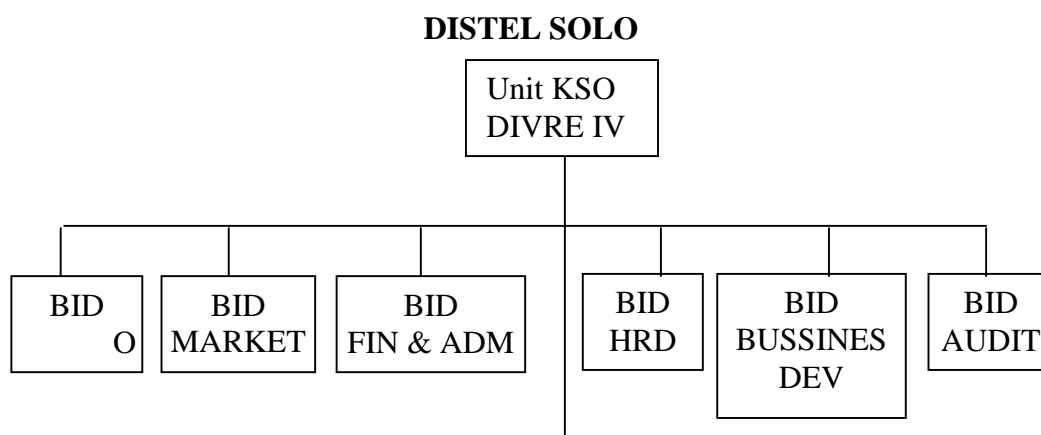 DISTEL SOLO
Unit KSO
DIVRE IV
BID
O
BID
MARKET
BID
FIN & ADM
BID
HRD
BID
BUSSINES
DEV
BID
AUDIT